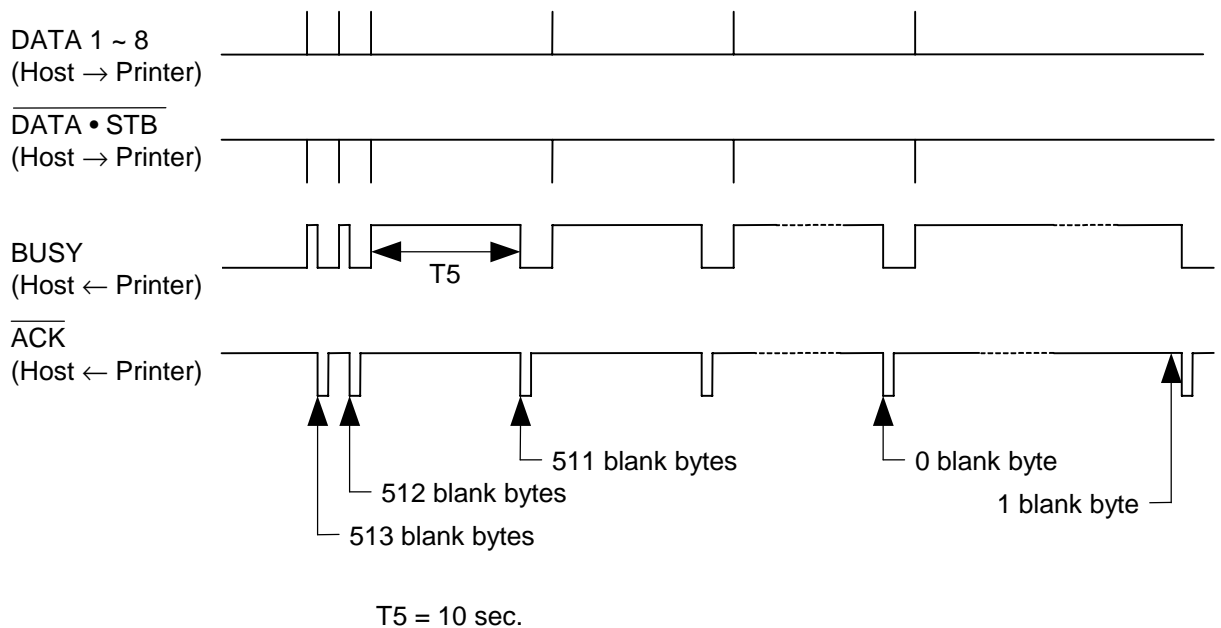 DATA 1 ~ 8
(Host → Printer)
DATA • STB
(Host → Printer)
BUSY
(Host ← Printer)
T5
ACK
(Host ← Printer)
511 blank bytes
0 blank byte
512 blank bytes
1 blank byte
513 blank bytes
T5 = 10 sec.